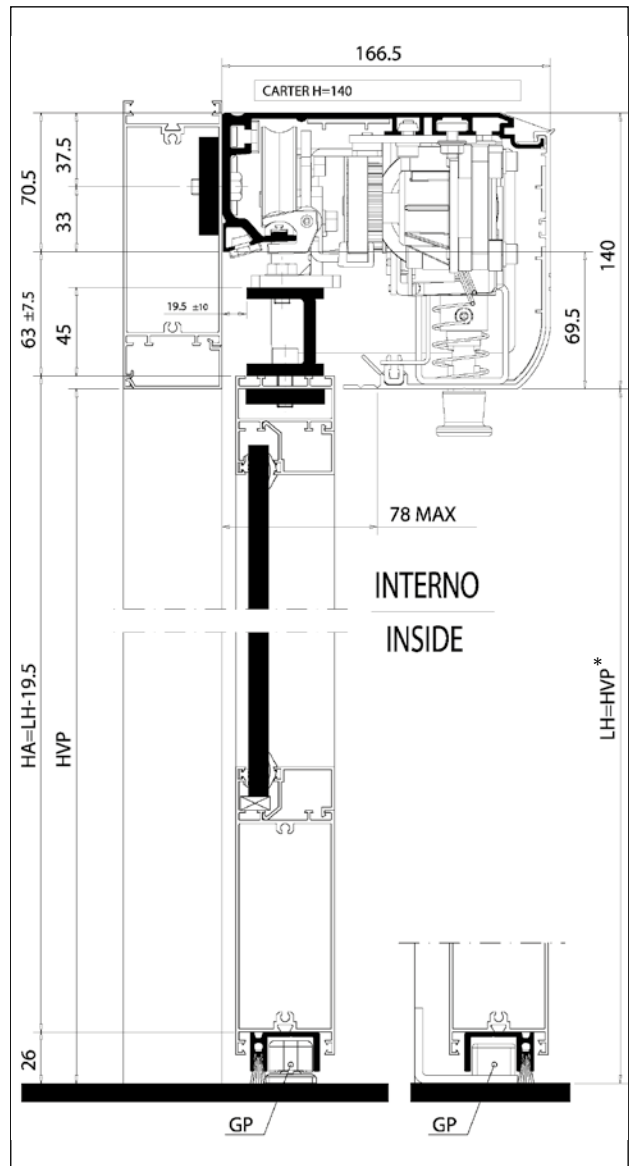 166.5
CARTER H=140
70.5
37.5
33
63 ±7.5
45
19.5 ±10
140
69.5
78 MAX
INTERNO
INSIDE
HA=LH-19.5
HVP
LH=HVP*
26
GP
GP